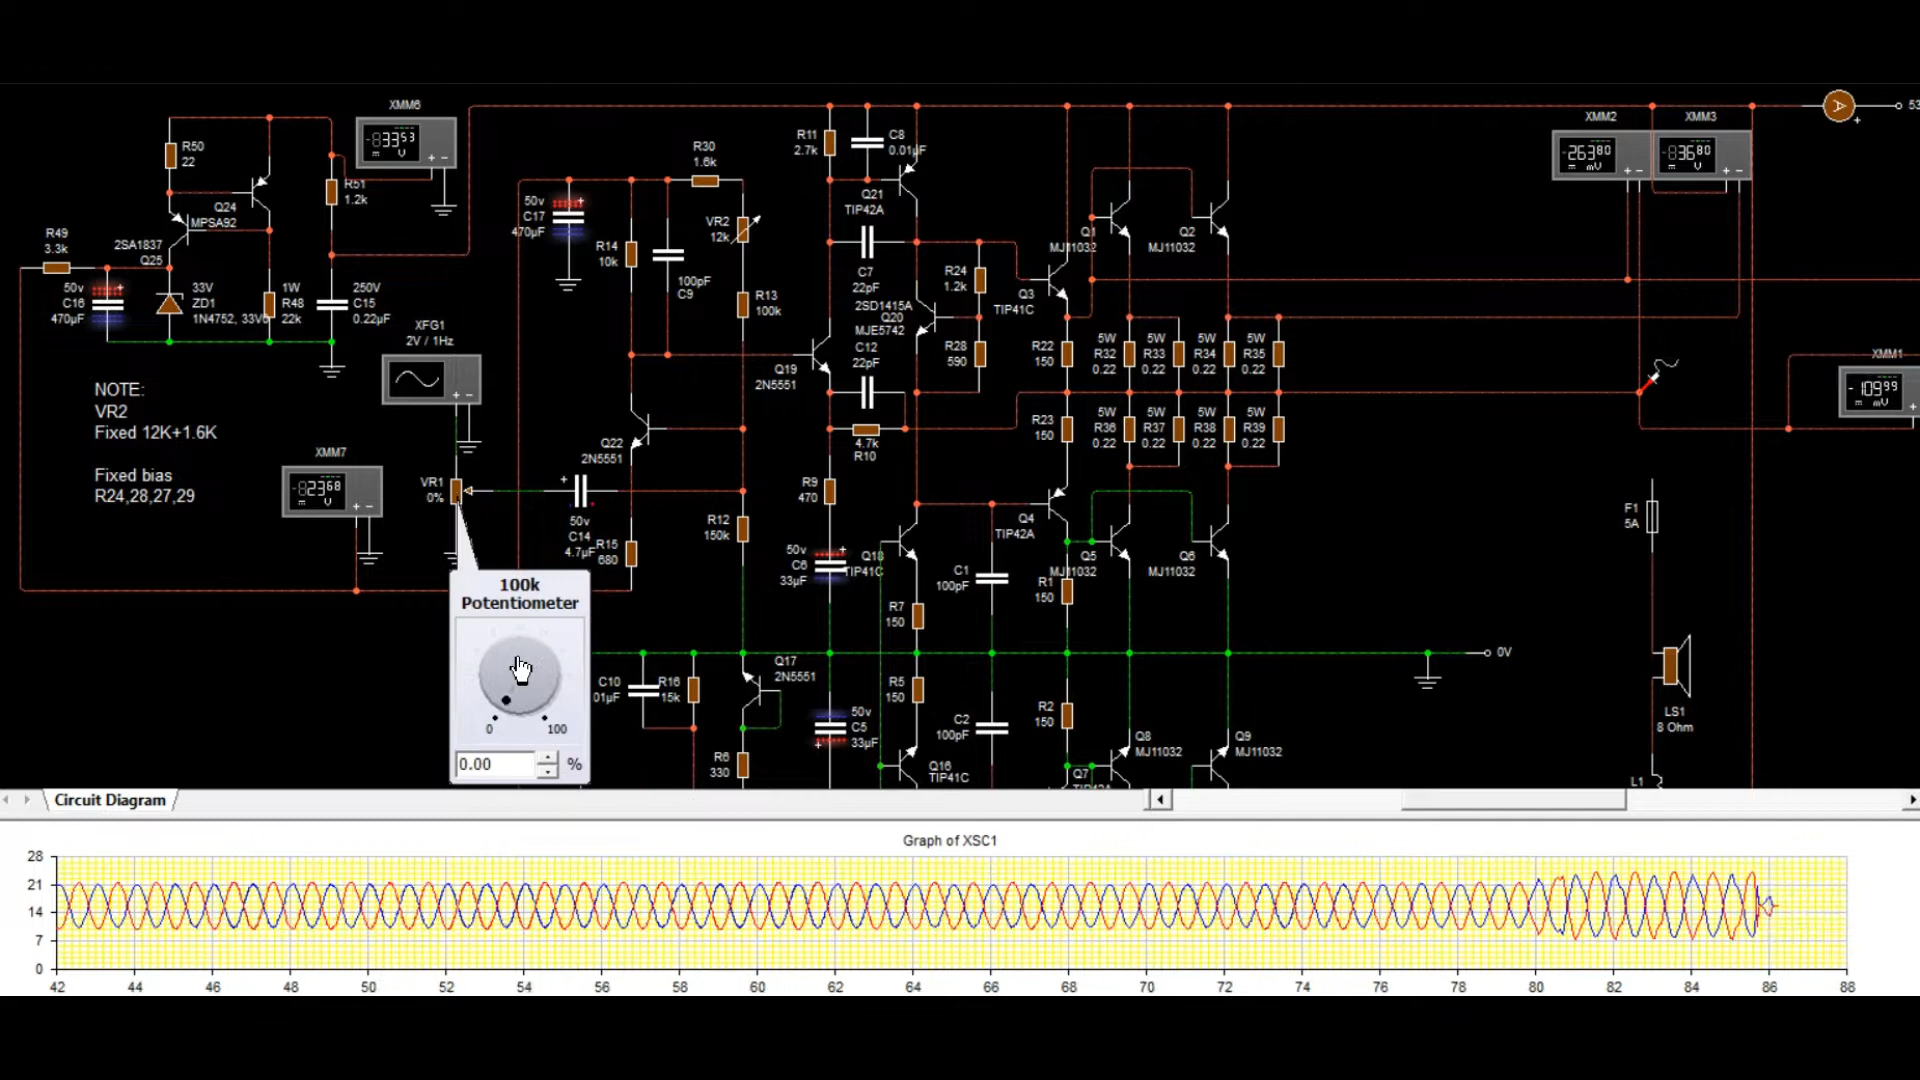 XMM6
-83353
m V
R50
22
Q24
MPSA92
2SA1837
Q25
R51
1.2k
R49
3.3k
50v
C16
470µF
33V
ZD1
1N4752, 33V
1W
R48
22k
250V
C15
0.22µF
XFG1
2V / 1Hz
NOTE:
VR2
Fixed 12K+1.6K
Fixed bias
R24,28,27,29
XMM7
-82368
V
VR1
0%
50v
C17
470µF
R14
10k
100pF
C9
R30
1.6k
VR2
12k
R13
100k
Q22
2N5551
50v
C14
4.7µF
R15
680
R12
150k
R11
2.7k
C8
0.01µF
Q21
TIP42A
C7
22pF
2SD1415A
Q20
MJE5742
C12
22pF
R24
1.2k
R28
590
Q19
2N5551
4.7k
R10
R9
470
50v
C6
33µF
Q18
TIP41C
R7
150
C1
100pF
Q3
TIP41C
R22
150
R23
150
Q4
TIP42A
R1
150
Q1
MJ11032
Q2
MJ11032
5W
R32
0.22
5W
R33
0.22
5W
R34
0.22
5W
R35
0.22
5W
R36
0.22
5W
R37
0.22
5W
R38
0.22
5W
R39
0.22
Q5
MJ11032
Q6
MJ11032
XMM2
-26380
m mV
XMM3
-83680
m mV
A
53
XMM1
-10999
m mV
F1
5A
LS1
8 Ohm
L1
0V
100k
Potentiometer
0
100
0.00
%
C10
01µF
R16
15k
Q17
2N5551
R6
330
50v
C5
33µF
R5
150
Q16
TIP41C
C2
100pF
R2
150
Q7
Q8
MJ11032
Q9
MJ11032
Circuit Diagram
Graph of XSC1
28
21
14
7
0
42 44 46 48 50 52 54 56 58 60 62 64 66 68 70 72 74 76 78 80 82 84 86 88